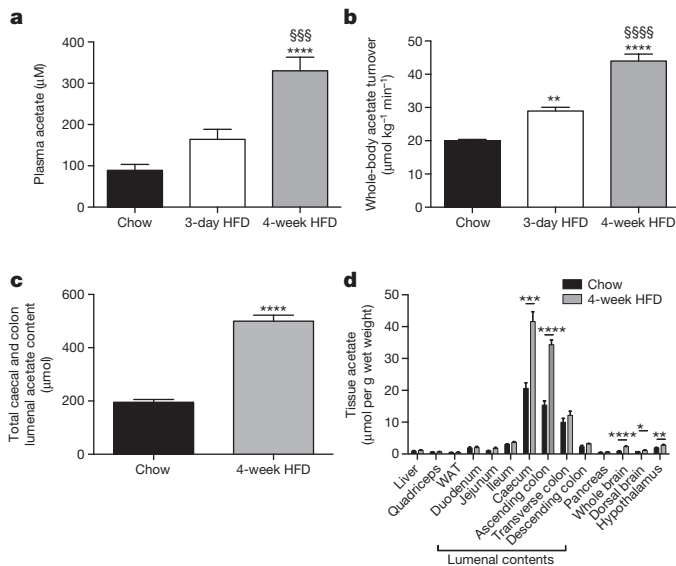 a
§§§
****
Plasma acetate (µM)
400
300
200
100
0
Chow
3-day HFD
4-week HFD
b
§§§§
****
**
Whole-body acetate turnover
(µmol kg⁻¹ min⁻¹)
50
40
30
20
10
0
Chow
3-day HFD
4-week HFD
c
****
Total caecal and colon
lumenal acetate content
(µmol)
600
400
200
0
Chow
4-week HFD
d
Chow
4-week HFD
***
****
**** * **
Tissue acetate
(µmol per g wet weight)
50
40
30
20
10
0
Liver
Quadriceps
WAT
Duodenum
Jejunum
Ileum
Caecum
Ascending colon
Transverse colon
Descending colon
Pancreas
Whole brain
Dorsal brain
Hypothalamus
Lumenal contents